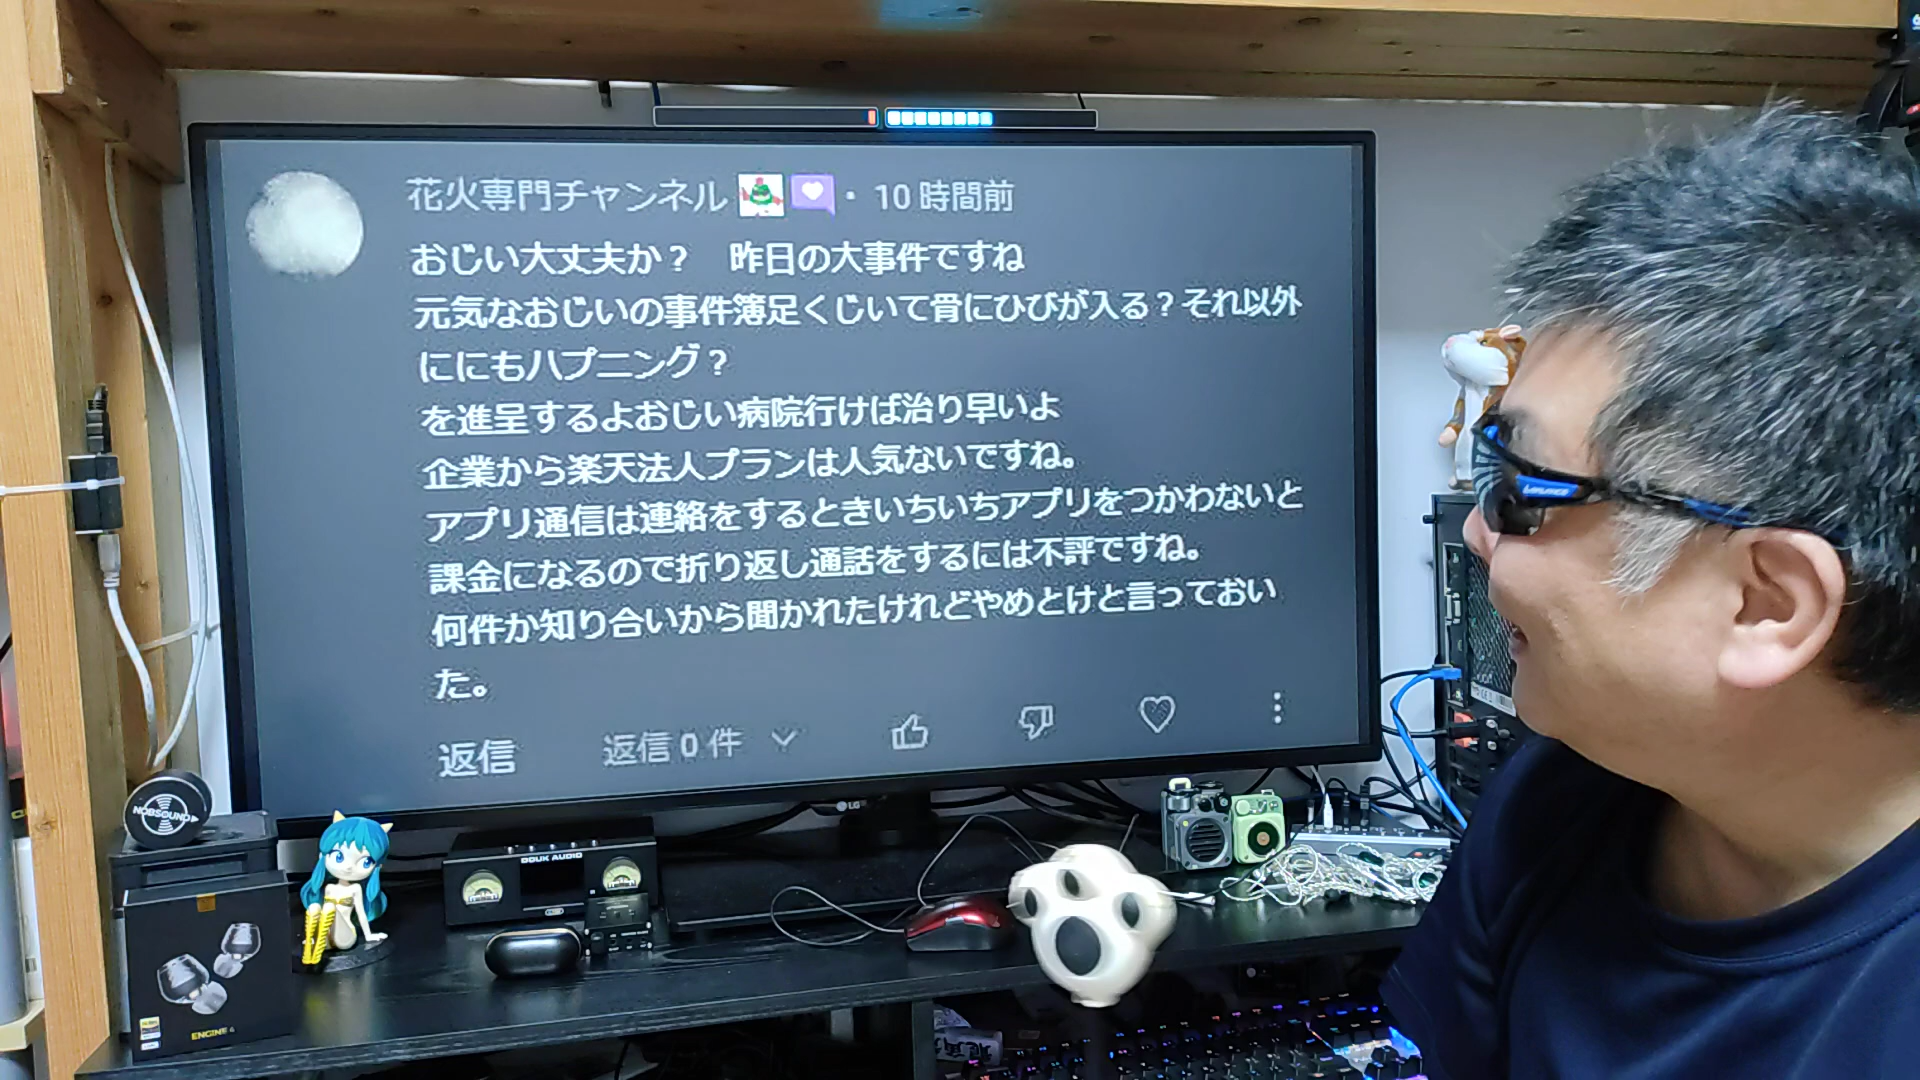 花火専門チャンネル ・ 10 時間前
おじい大丈夫か？　昨日の大事件ですね
元気なおじいの事件簿足くじいて骨にひびが入る？それ以外
ににもハプニング？
を進呈するよおじい病院行けば治り早いよ
企業から楽天法人プランは人気ないですね。
アプリ通信は連絡をするときいちいちアプリをつかわないと
課金になるので折り返し通話をするには不評ですね。
何件か知り合いから聞かれたけれどやめとけと言っておい
た。
返信 返信 0 件
LG
NOBSOUND
DOUK AUDIO
ENGINE 4